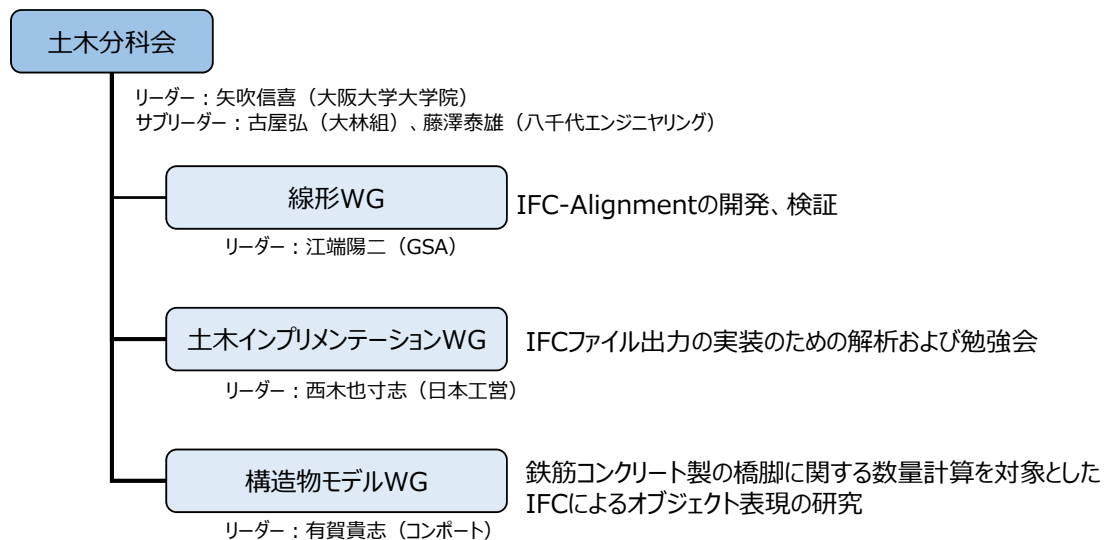 土木分科会
リーダー：矢吹信喜（大阪大学大学院）
サブリーダー：古屋弘（大林組）、藤澤泰雄（八千代エンジニヤリング）
線形WG
IFC-Alignmentの開発、検証
リーダー：江端陽二（GSA）
土木インプリメンテーションWG
IFCファイル出力の実装のための解析および勉強会
リーダー：西木也寸志（日本工営）
構造物モデルWG
鉄筋コンクリート製の橋脚に関する数量計算を対象とした
IFCによるオブジェクト表現の研究
リーダー：有賀貴志（コンポート）